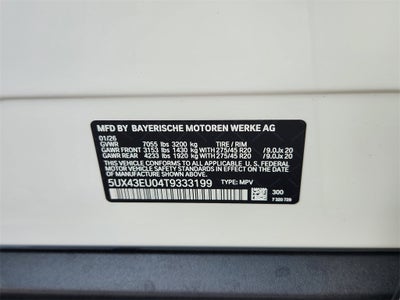 MFD BY BAYERISCHE MOTOREN WERKE AG
01/26
GVWR 7055 lbs 3200 kg TIRE / RIM
GAWR FRONT 3153 lbs 1430 kg WITH 275/45 R20 /9.0Jx 20
GAWR REAR 4233 lbs 1920 kg WITH 275/45 R20 /9.0Jx 20
THIS VEHICLE CONFORMS TO ALL APPLICABLE U.S. FEDERAL
MOTOR VEHICLE SAFETY STANDARDS IN EFFECT ON THE DATE OF
MANUFACTURE SHOWN ABOVE.
5UX43EU04T9333199 TYPE: MPV
300